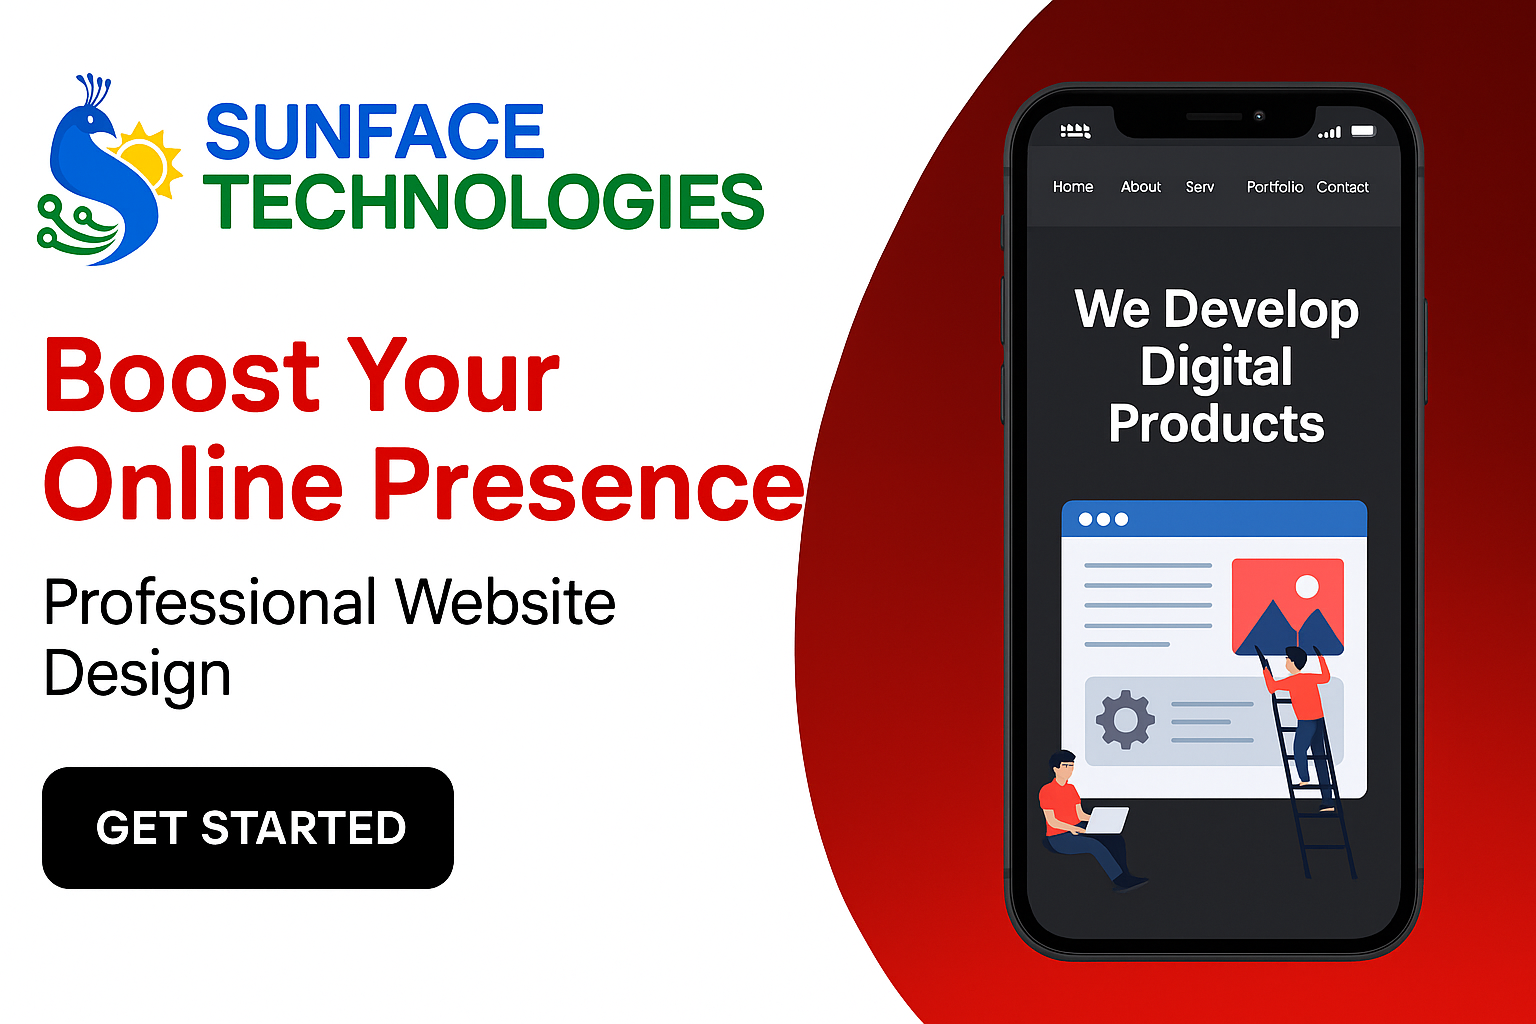 SUNFACE
TECHNOLOGIES
Boost Your
Online Presence
Professional Website
Design
GET STARTED
Home About Serv Portfolio Contact
We Develop
Digital
Products